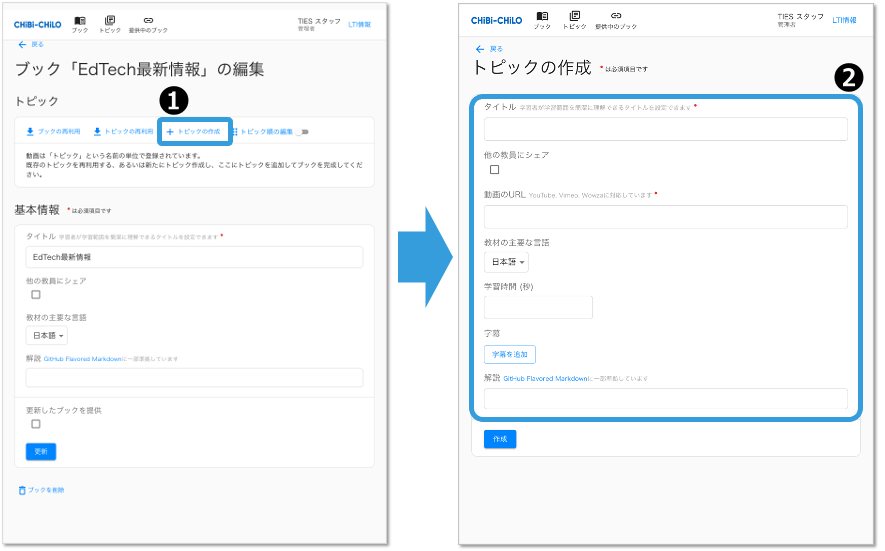 CHiBi-CHiLO
ブック
トピック
提供中のブック
TIES スタッフ
管理者
LTI情報
戻る
ブック「EdTech最新情報」の編集
❶
トピック
ブックの再利用
トピックの再利用
トピックの作成
トピック順の編集
動画は「トピック」という名前の単位で登録されています。
既存のトピックを再利用する、あるいは新たにトピック作成し、ここにトピックを追加してブックを完成してくだ
さい。
基本情報 *は必須項目です
タイトル 学習者が学習範囲を簡潔に理解できるタイトルを設定できます *
EdTech最新情報
他の教員にシェア
教材の主要な言語
日本語
解説 GitHub Flavored Markdownに一部準拠しています
更新したブックを提供
更新
ブックを削除
CHiBi-CHiLO
ブック
トピック
提供中のブック
TIES スタッフ
管理者
LTI情報
戻る
トピックの作成 *は必須項目です
❷
タイトル 学習者が学習範囲を簡潔に理解できるタイトルを設定できます *
他の教員にシェア
動画のURL YouTube, Vimeo, Wowzaに対応しています *
教材の主要な言語
日本語
学習時間 (秒)
字幕
字幕を追加
解説 GitHub Flavored Markdownに一部準拠しています
作成